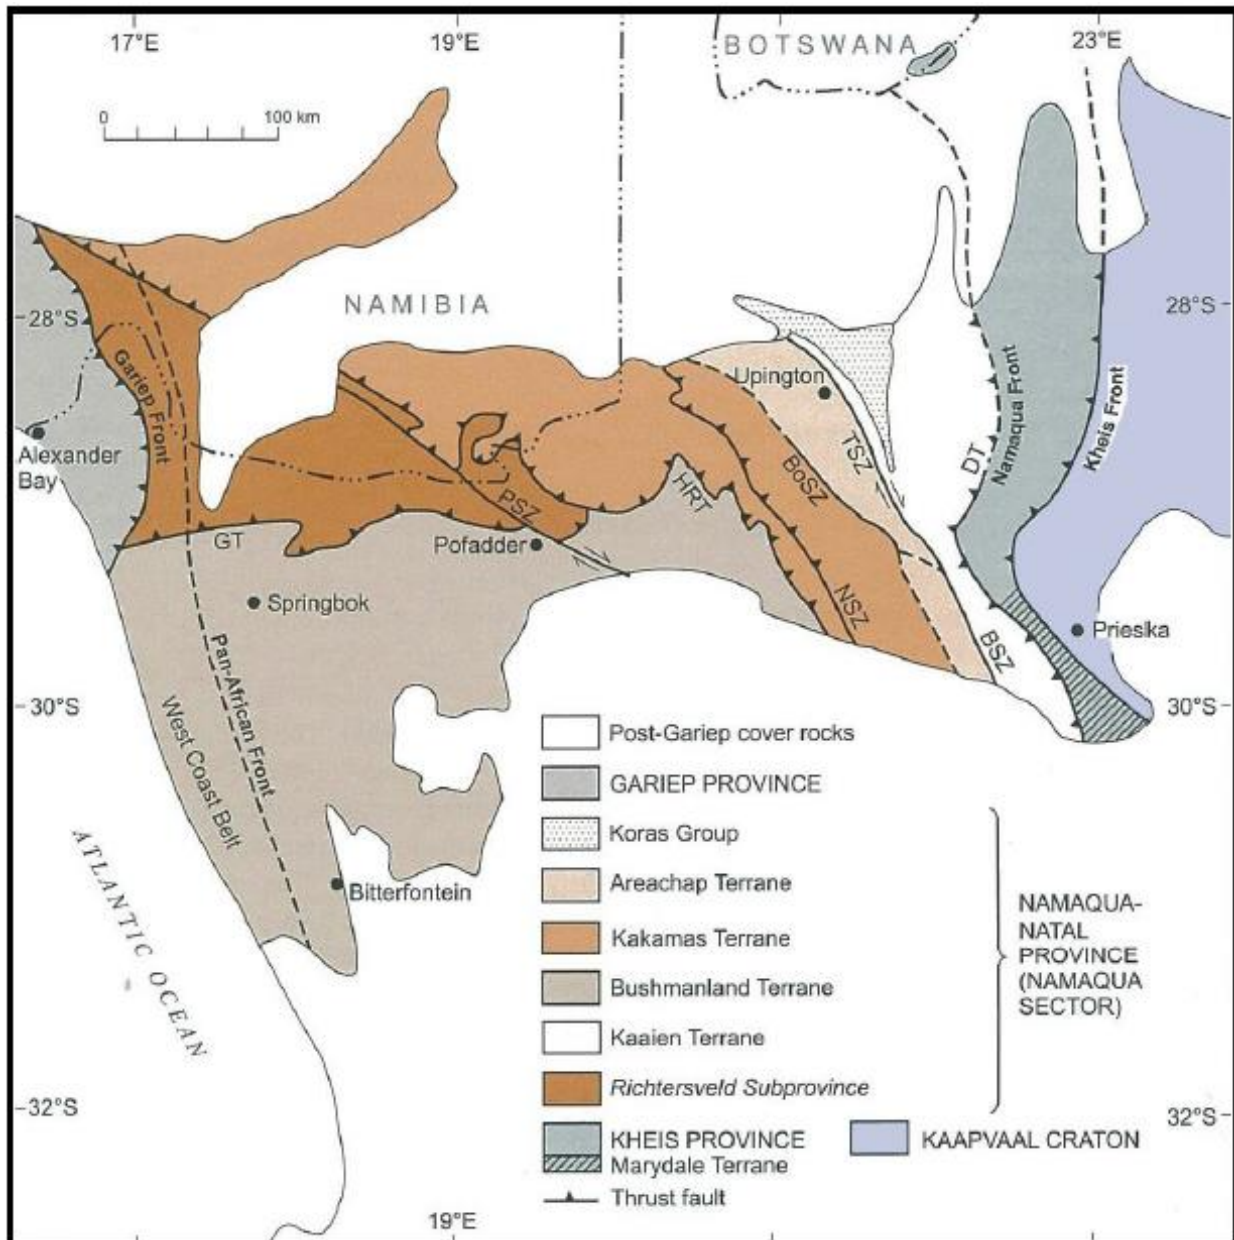 17°E
19°E
BOTSWANA
23°E
0
100 km
NAMIBIA
28°S
28°S
Gariep Front
Upington
Namaqua Front
Kheis Front
Alexander
Bay
TSZ
BoSZ
DT
HRT
PSZ
GT
Pofadder
Springbok
NSZ
BSZ
Prieska
Pan-African Front
West Coast Belt
30°S
30°S
Bitterfontein
ATLANTIC OCEAN
Post-Gariep cover rocks
GARIEP PROVINCE
Koras Group
Areachap Terrane
Kakamas Terrane
Bushmanland Terrane
Kaaien Terrane
Richtersveld Subprovince
NAMAQUA-
NATAL
PROVINCE
(NAMAQUA
SECTOR)
32°S
32°S
KHEIS PROVINCE
Marydale Terrane
KAAPVAAL CRATON
Thrust fault
19°E